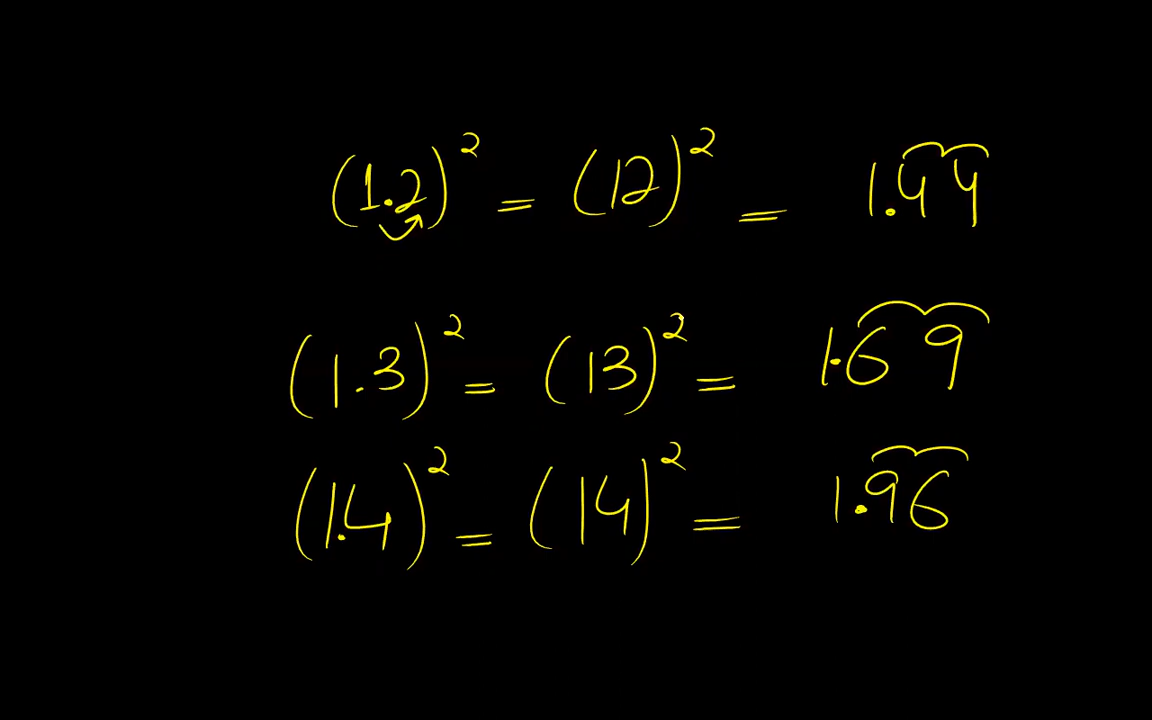 (1.2)² = (12)² = 1.44
(1.3)² = (13)² = 1.69
(1.4)² = (14)² = 1.96